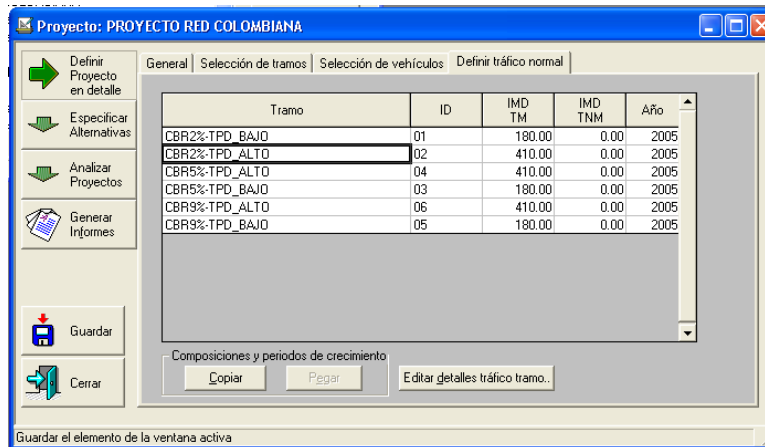 Proyecto: PROYECTO RED COLOMBIANA
Definir
Proyecto
en detalle
Especificar
Alternativas
Analizar
Proyectos
Generar
Informes
Guardar
Cerrar
General Selección de tramos Selección de vehículos Definir tráfico normal
Tramo ID IMD TM IMD TNM Año
CBR2%-TPD_BAJO 01 180.00 0.00 2005
CBR2%-TPD_ALTO 02 410.00 0.00 2005
CBR5%-TPD_ALTO 04 410.00 0.00 2005
CBR5%-TPD_BAJO 03 180.00 0.00 2005
CBR9%-TPD_ALTO 06 410.00 0.00 2005
CBR9%-TPD_BAJO 05 180.00 0.00 2005
Composiciones y periodos de crecimiento
Copiar Pegar Editar detalles tráfico tramo..
Guardar el elemento de la ventana activa